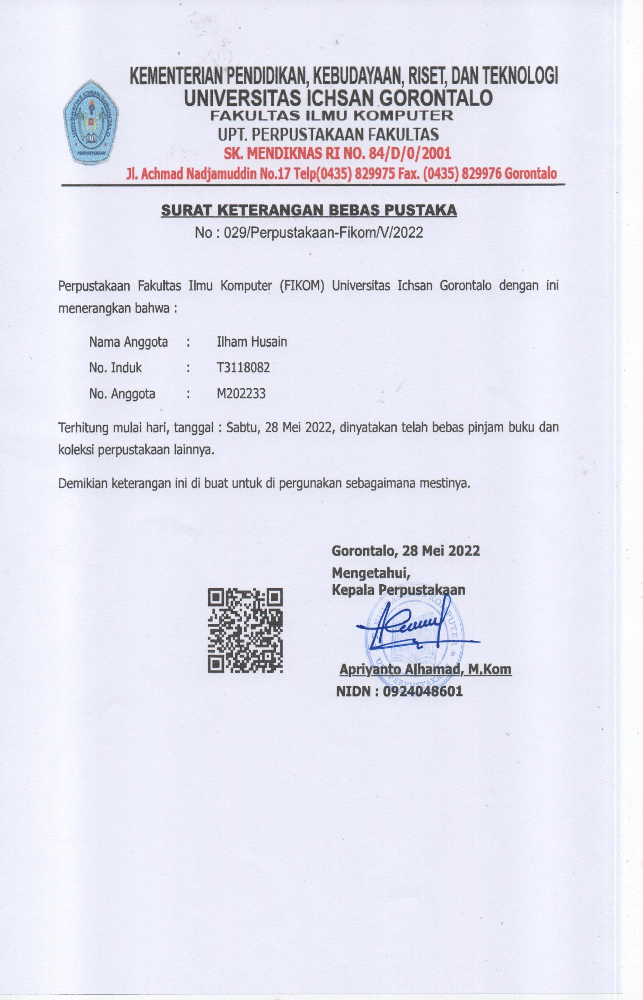 KEMENTERIAN PENDIDIKAN, KEBUDAYAAN, RISET, DAN TEKNOLOGI
UNIVERSITAS ICHSAN GORONTALO
FAKULTAS ILMU KOMPUTER
UPT. PERPUSTAKAAN FAKULTAS
SK. MENDIKNAS RI NO. 84/D/0/2001
Jl. Achmad Nadjamuddin No.17 Telp(0435) 829975 Fax. (0435) 829976 Gorontalo
UNIVERSITAS ICHSAN GORONTALO
PERPUSTAKAAN
SURAT KETERANGAN BEBAS PUSTAKA
No : 029/Perpustakaan-Fikom/V/2022
Perpustakaan Fakultas Ilmu Komputer (FIKOM) Universitas Ichsan Gorontalo dengan ini
menerangkan bahwa :
Nama Anggota : Ilham Husain
No. Induk : T3118082
No. Anggota : M202233
Terhitung mulai hari, tanggal : Sabtu, 28 Mei 2022, dinyatakan telah bebas pinjam buku dan
koleksi perpustakaan lainnya.
Demikian keterangan ini di buat untuk di pergunakan sebagaimana mestinya.
Gorontalo, 28 Mei 2022
Mengetahui,
Kepala Perpustakaan
Apriyanto Alhamad, M.Kom
NIDN : 0924048601